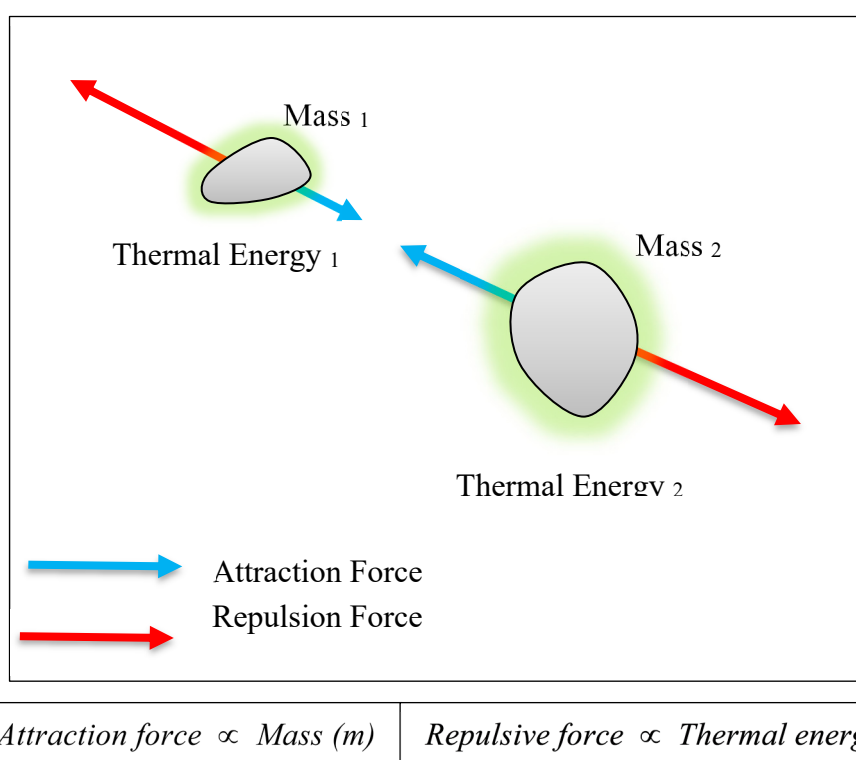 Mass 1
Thermal Energy 1
Mass 2
Thermal Energy 2
Attraction Force
Repulsion Force
Attraction force ∝ Mass (m)
Repulsive force ∝ Thermal energ